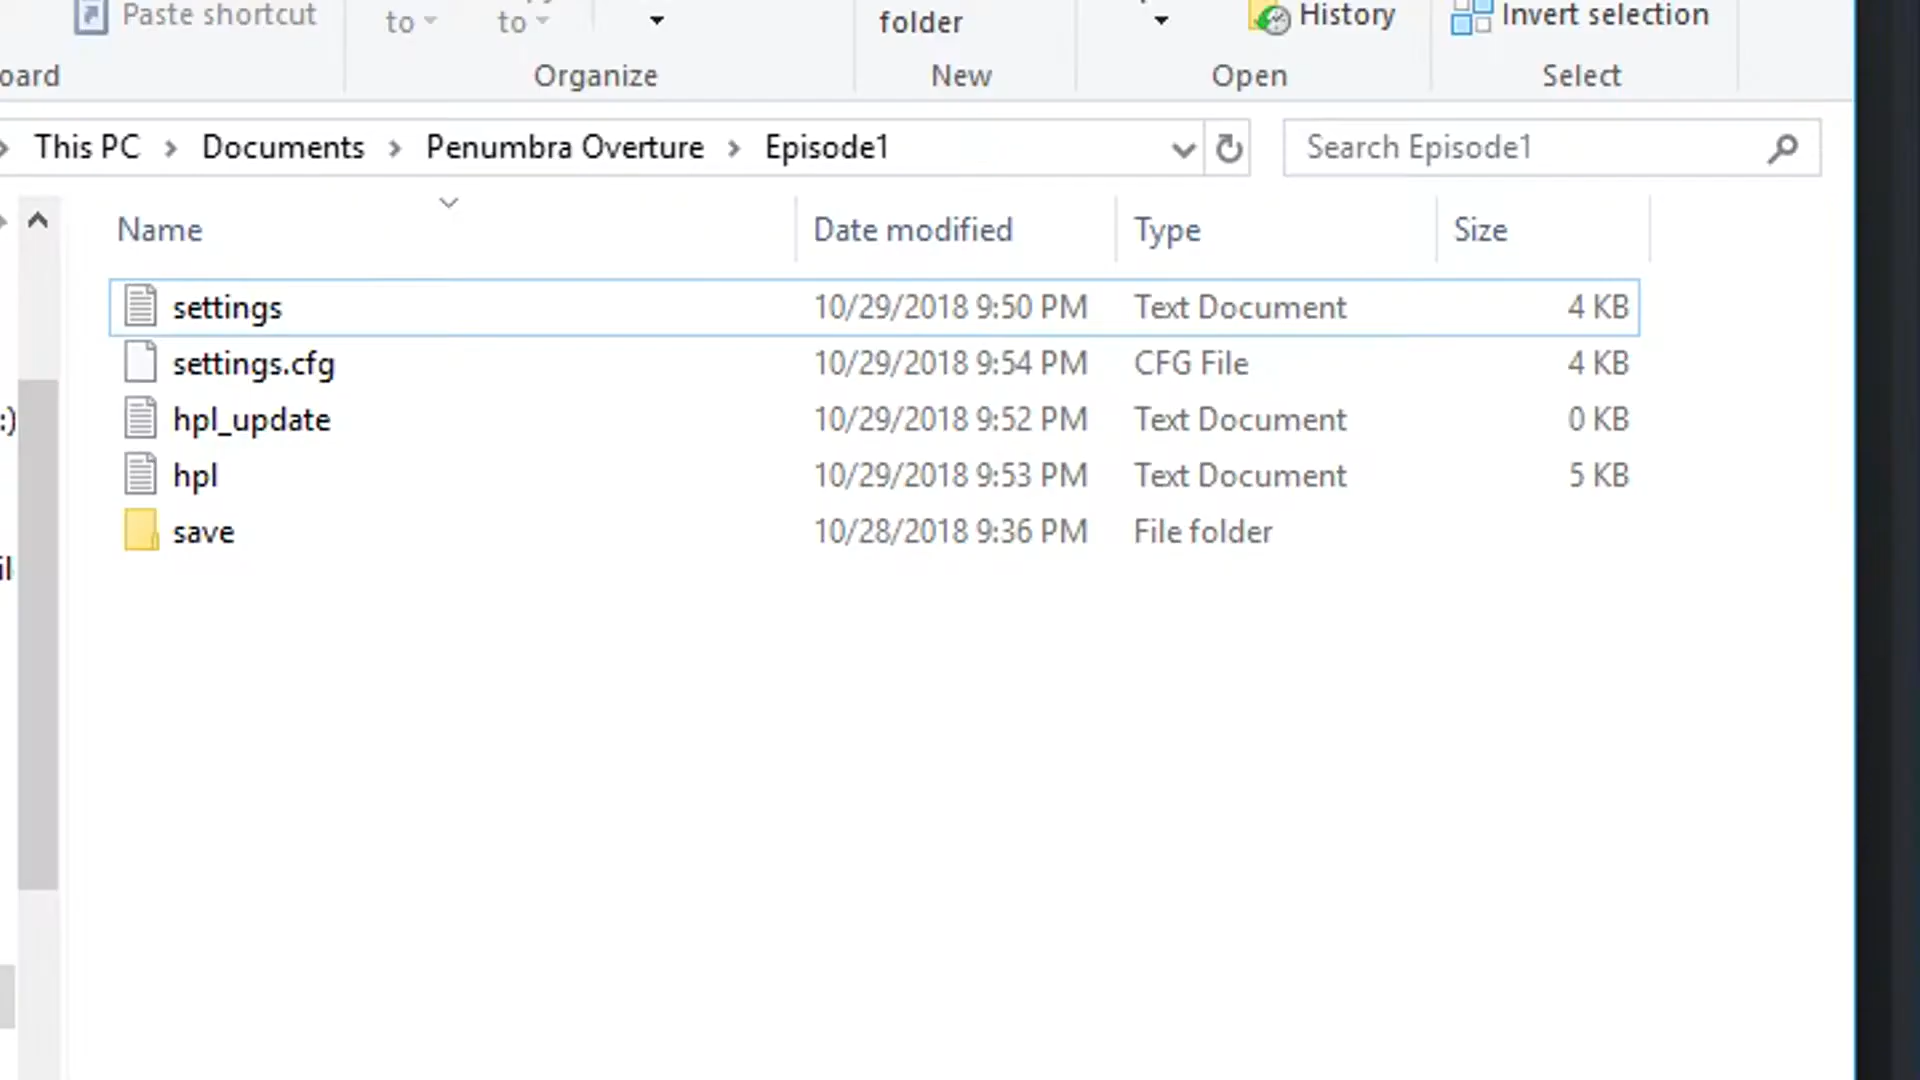 Paste shortcut to to folder History Invert selection
oard Organize New Open Select
This PC Documents Penumbra Overture Episode1 Search Episode1
Name Date modified Type Size
settings 10/29/2018 9:50 PM Text Document 4 KB
settings.cfg 10/29/2018 9:54 PM CFG File 4 KB
:) hpl_update 10/29/2018 9:52 PM Text Document 0 KB
hpl 10/29/2018 9:53 PM Text Document 5 KB
save 10/28/2018 9:36 PM File folder
il